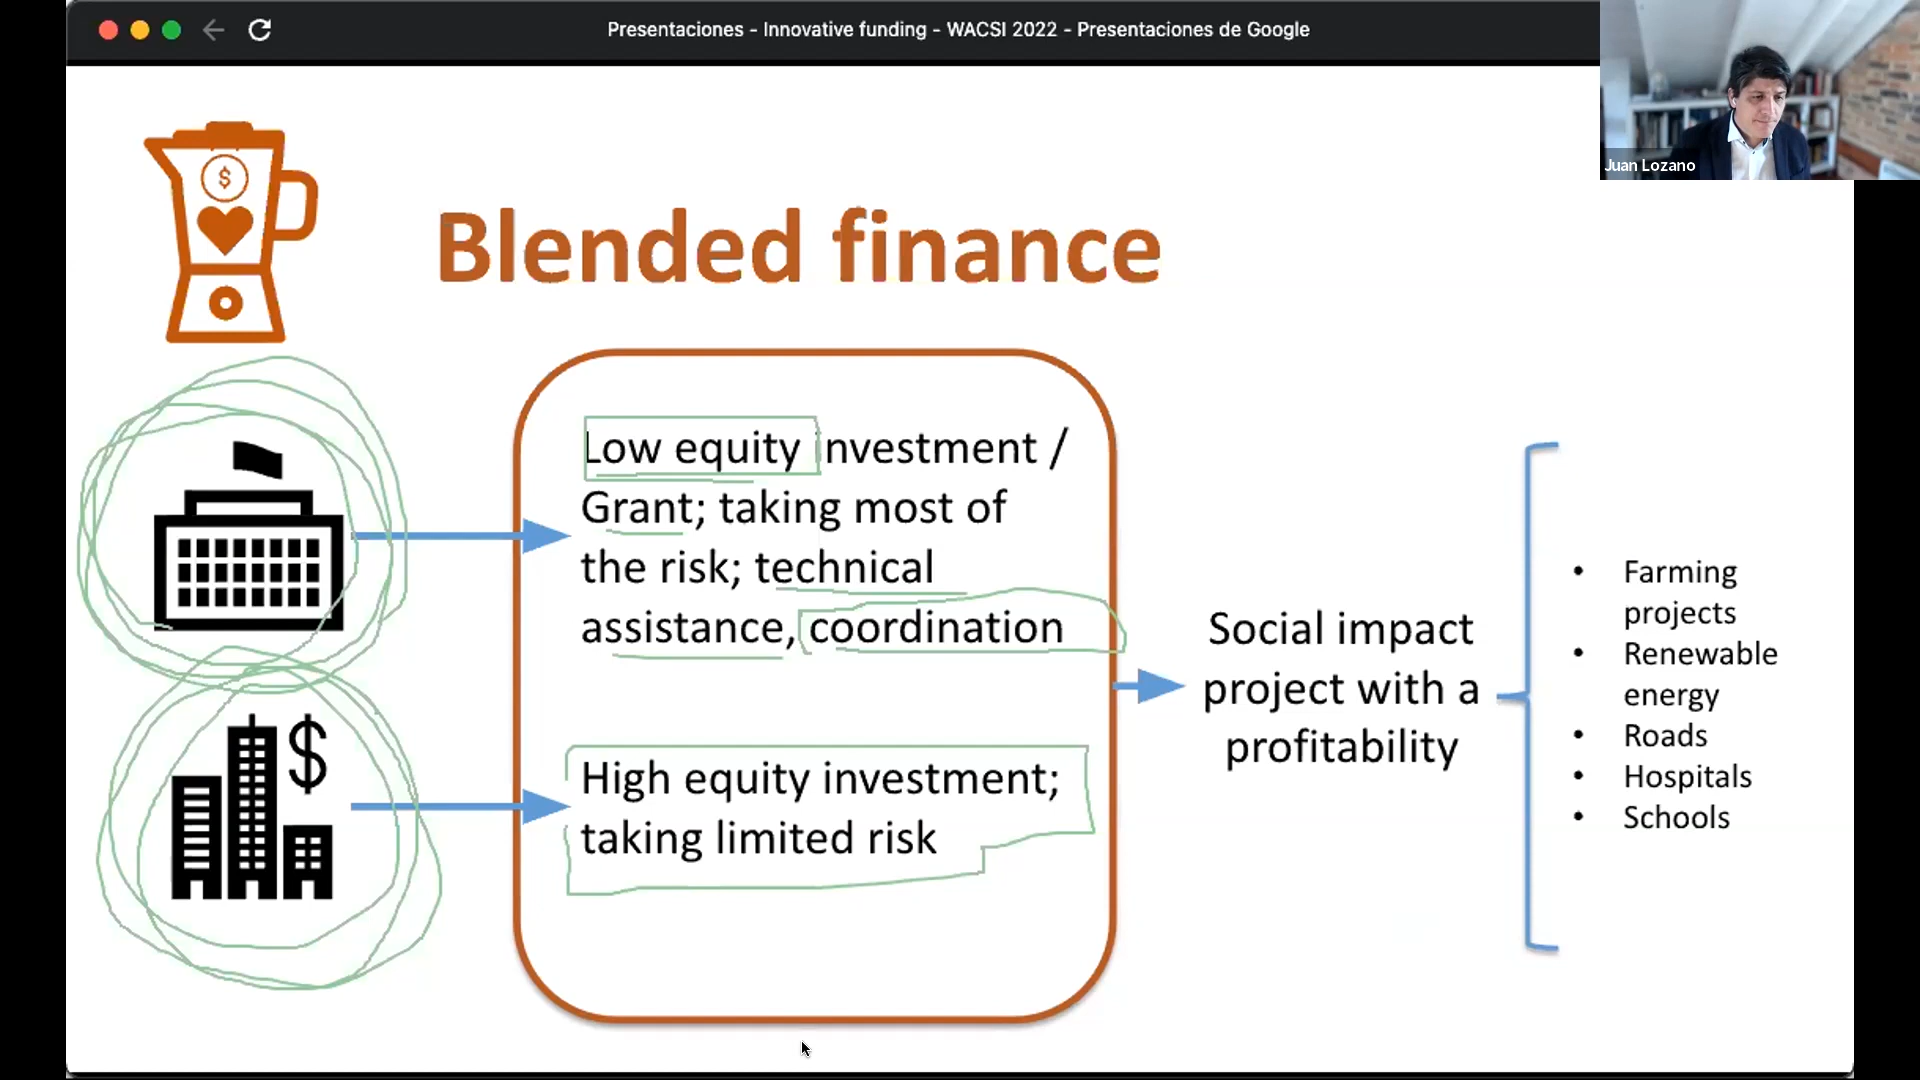 Presentaciones - Innovative funding - WACSI 2022 - Presentaciones de Google
Juan Lozano
$
Blended finance
Low equity investment /
Grant; taking most of
the risk; technical
assistance, coordination
$
High equity investment;
taking limited risk
Social impact
project with a
profitability
• Farming
projects
• Renewable
energy
• Roads
• Hospitals
• Schools